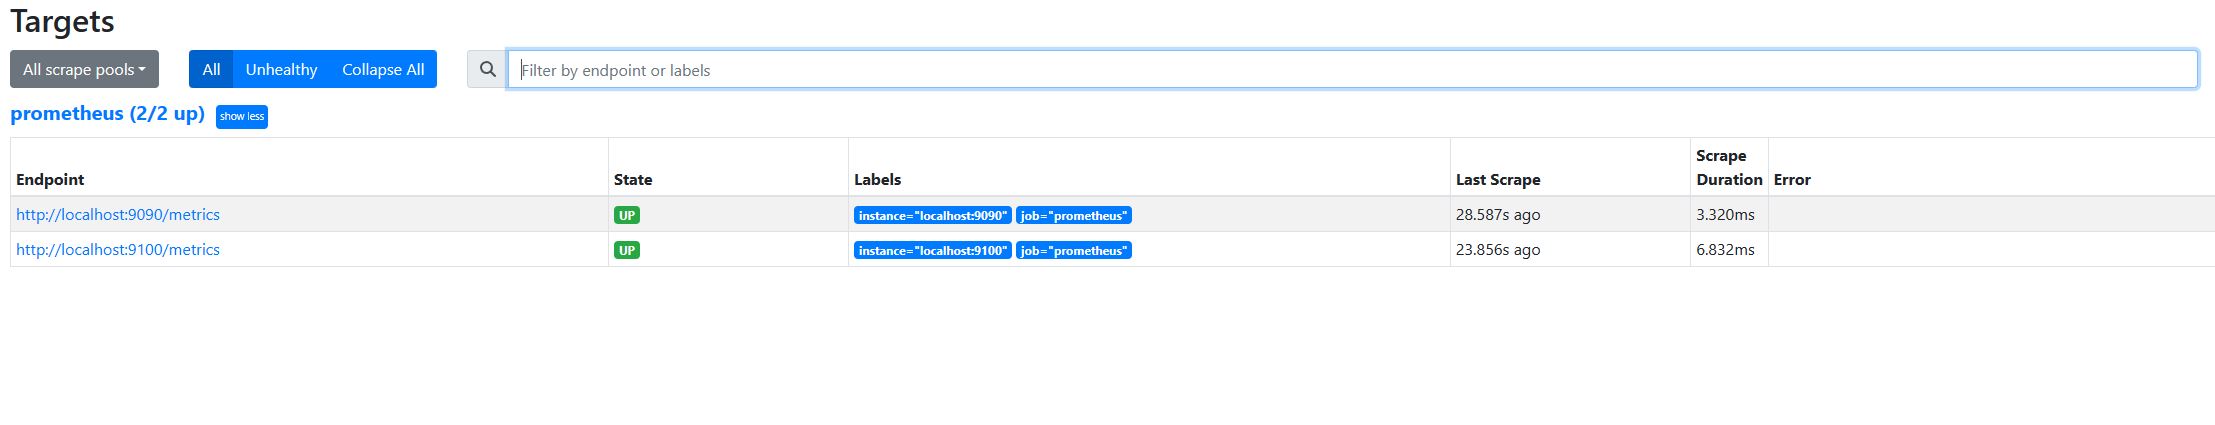 Targets
All scrape pools All Unhealthy Collapse All Filter by endpoint or labels
prometheus (2/2 up) show less
Endpoint State Labels Last Scrape Scrape Duration Error
http://localhost:9090/metrics UP instance="localhost:9090" job="prometheus" 28.587s ago 3.320ms
http://localhost:9100/metrics UP instance="localhost:9100" job="prometheus" 23.856s ago 6.832ms